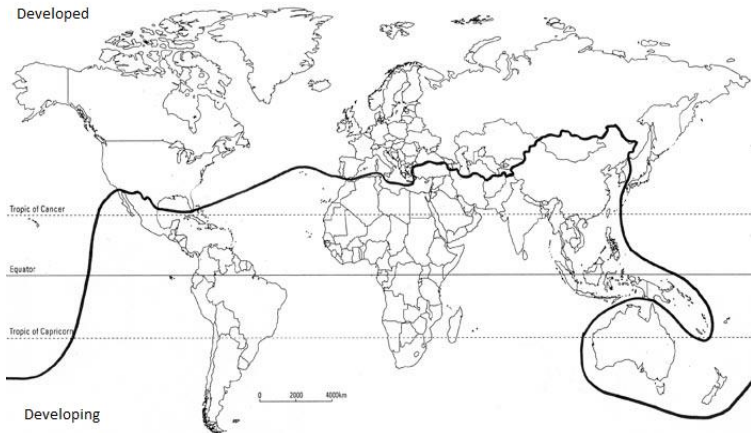 Developed
Tropic of Cancer
Equator
Tropic of Capricorn
0 2000 4000km
Developing